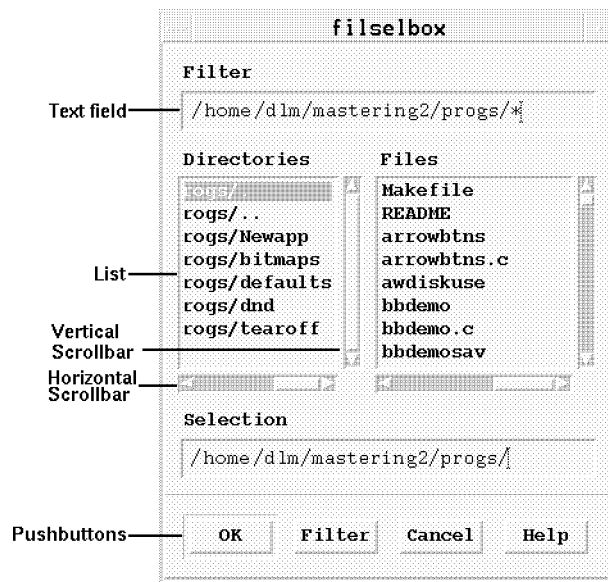 filselbox
Filter
Text field
/home/dlm/mastering2/progs/*
Directories
rogs/.
rogs/..
rogs/Newapp
rogs/bitmaps
rogs/defaults
rogs/dnd
rogs/tearoff
Files
Makefile
README
arrowbtns
arrowbtns.c
awdiskuse
bbdemo
bbdemo.c
bbdemosav
List
Vertical
Scrollbar
Horizontal
Scrollbar
Selection
/home/dlm/mastering2/progs/
Pushbuttons
OK
Filter
Cancel
Help